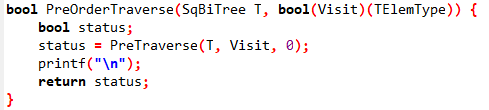 bool PreOrderTraverse(SqBiTree T, bool(Visit)(TElemType)) {
    bool status;
    status = PreTraverse(T, Visit, 0);
    printf("\n");
    return status;
}